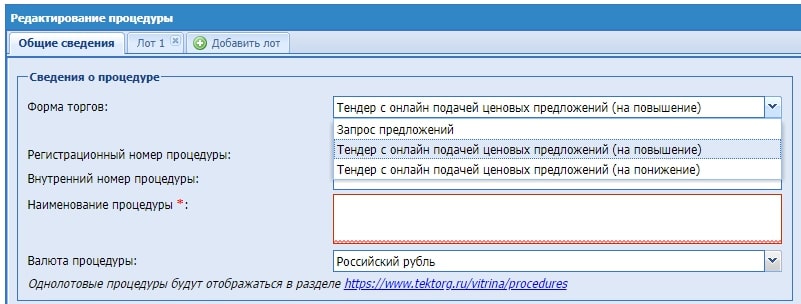 Редактирование процедуры
Общие сведения Лот 1 Добавить лот
Сведения о процедуре
Форма торгов: Тендер с онлайн подачей ценовых предложений (на повышение)
Запрос предложений
Регистрационный номер процедуры: Тендер с онлайн подачей ценовых предложений (на повышение)
Внутренний номер процедуры: Тендер с онлайн подачей ценовых предложений (на понижение)
Наименование процедуры *:
Валюта процедуры: Российский рубль
Однолотовые процедуры будут отображаться в разделе https://www.tektorg.ru/vitrina/procedures